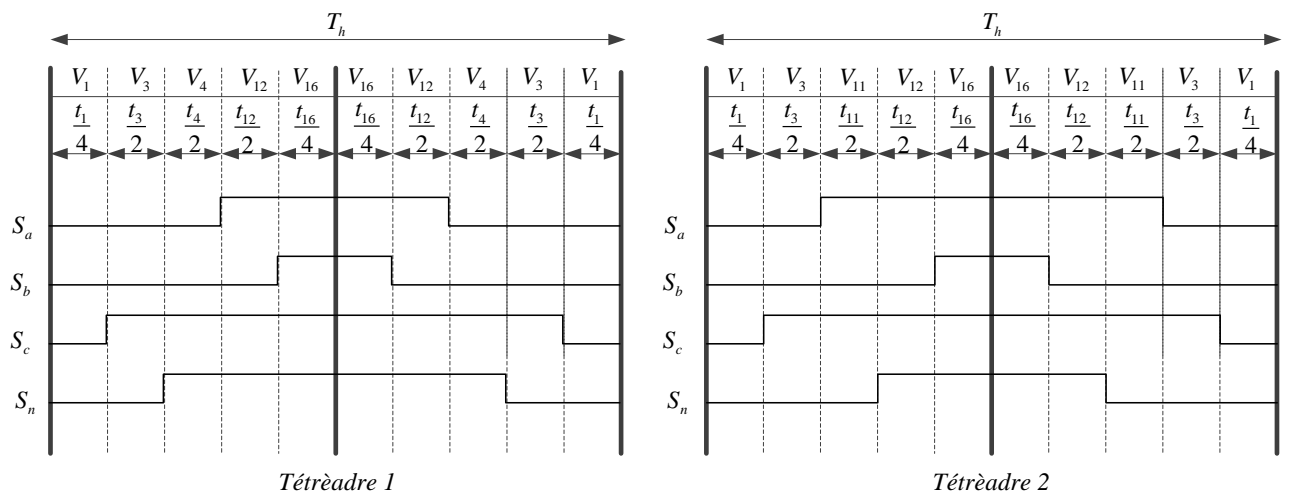 T_h T_h
V_1 V_3 V_4 V_12 V_16 V_16 V_12 V_4 V_3 V_1 V_1 V_3 V_11 V_12 V_16 V_16 V_12 V_11 V_3 V_1
t_1/4 t_3/2 t_4/2 t_12/2 t_16/4 t_16/4 t_12/2 t_4/2 t_3/2 t_1/4 t_1/4 t_3/2 t_11/2 t_12/2 t_16/4 t_16/4 t_12/2 t_11/2 t_3/2 t_1/4
S_a S_a
S_b S_b
S_c S_c
S_n S_n
Tétrèadre 1 Tétrèadre 2